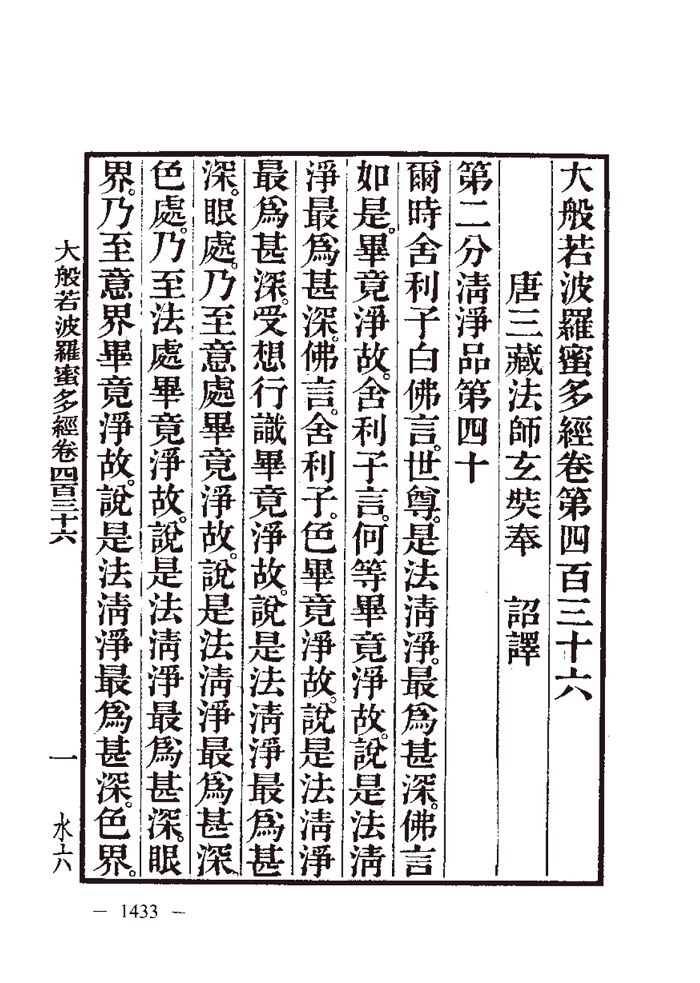 大般若波羅蜜多經卷第四百三十六
唐三藏法師玄奘奉　詔譯
第二分清淨品第四十
爾時舍利子白佛言。世尊。是法清淨。最爲甚深。佛言
如是。畢竟淨故。舍利子言。何等畢竟淨故。說是法清
淨最爲甚深。佛言。舍利子。色畢竟淨故。說是法清淨
最爲甚深。受想行識畢竟淨故。說是法清淨最爲甚
深。眼處。乃至意處畢竟淨故。說是法清淨最爲甚深
色處。乃至法處畢竟淨故。說是法清淨最爲甚深。眼
界。乃至意界畢竟淨故。說是法清淨最爲甚深。色界。
大般若波羅蜜多經卷四百三十六
一
水六
— 1433 —